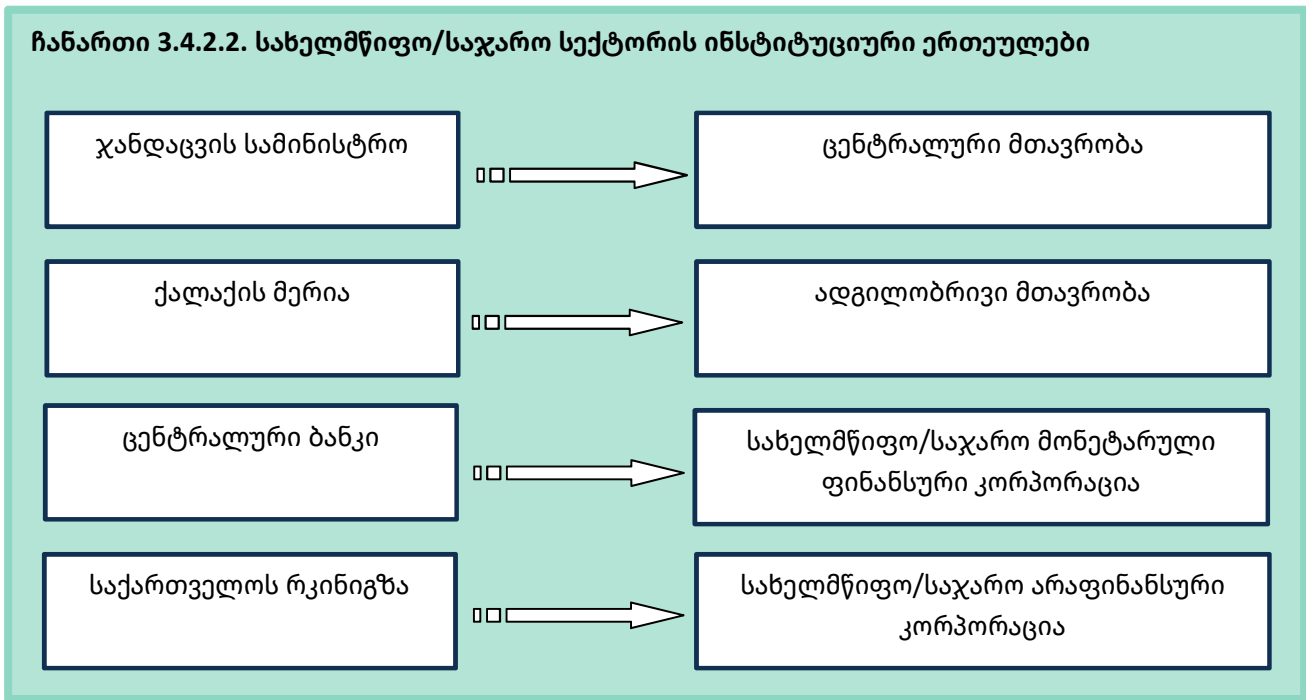 ჩანართი 3.4.2.2. სახელმწიფო/საჯარო სექტორის ინსტიტუციური ერთეულები
ჯანდაცვის სამინისტრო
ცენტრალური მთავრობა
ქალაქის მერია
ადგილობრივი მთავრობა
ცენტრალური ბანკი
სახელმწიფო/საჯარო მონეტარული
ფინანსური კორპორაცია
საქართველოს რკინიგზა
სახელმწიფო/საჯარო არაფინანსური
კორპორაცია